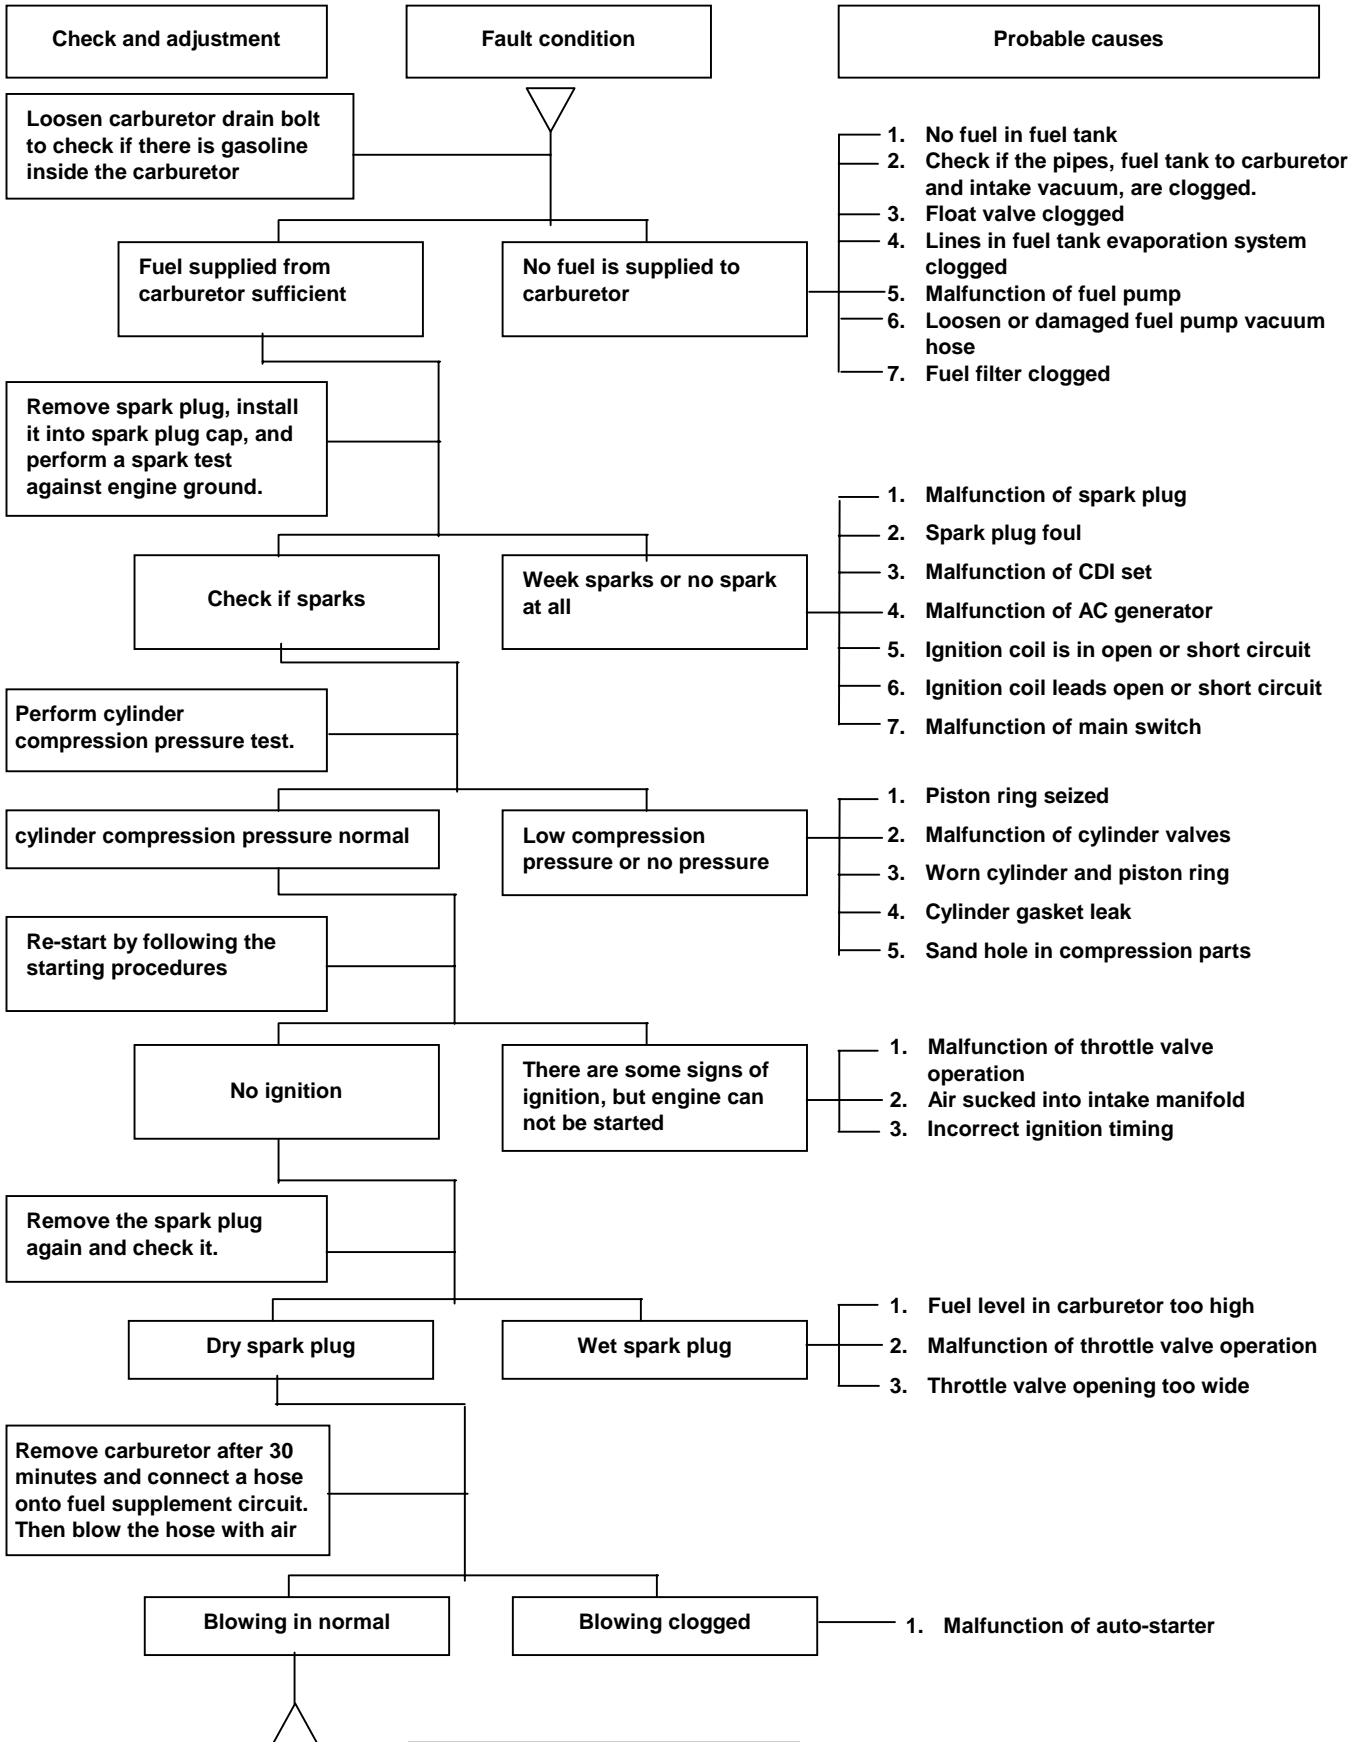 Check and adjustment
Fault condition
Probable causes
Loosen carburetor drain bolt
to check if there is gasoline
inside the carburetor
1. No fuel in fuel tank
2. Check if the pipes, fuel tank to carburetor
and intake vacuum, are clogged.
3. Float valve clogged
4. Lines in fuel tank evaporation system
clogged
5. Malfunction of fuel pump
6. Loosen or damaged fuel pump vacuum
hose
7. Fuel filter clogged
Fuel supplied from
carburetor sufficient
No fuel is supplied to
carburetor
Remove spark plug, install
it into spark plug cap, and
perform a spark test
against engine ground.
1. Malfunction of spark plug
2. Spark plug foul
3. Malfunction of CDI set
4. Malfunction of AC generator
5. Ignition coil is in open or short circuit
6. Ignition coil leads open or short circuit
7. Malfunction of main switch
Check if sparks
Week sparks or no spark
at all
Perform cylinder
compression pressure test.
cylinder compression pressure normal
Low compression
pressure or no pressure
1. Piston ring seized
2. Malfunction of cylinder valves
3. Worn cylinder and piston ring
4. Cylinder gasket leak
5. Sand hole in compression parts
Re-start by following the
starting procedures
No ignition
There are some signs of
ignition, but engine can
not be started
1. Malfunction of throttle valve
operation
2. Air sucked into intake manifold
3. Incorrect ignition timing
Remove the spark plug
again and check it.
Dry spark plug
Wet spark plug
1. Fuel level in carburetor too high
2. Malfunction of throttle valve operation
3. Throttle valve opening too wide
Remove carburetor after 30
minutes and connect a hose
onto fuel supplement circuit.
Then blow the hose with air
Blowing in normal
Blowing clogged
1. Malfunction of auto-starter